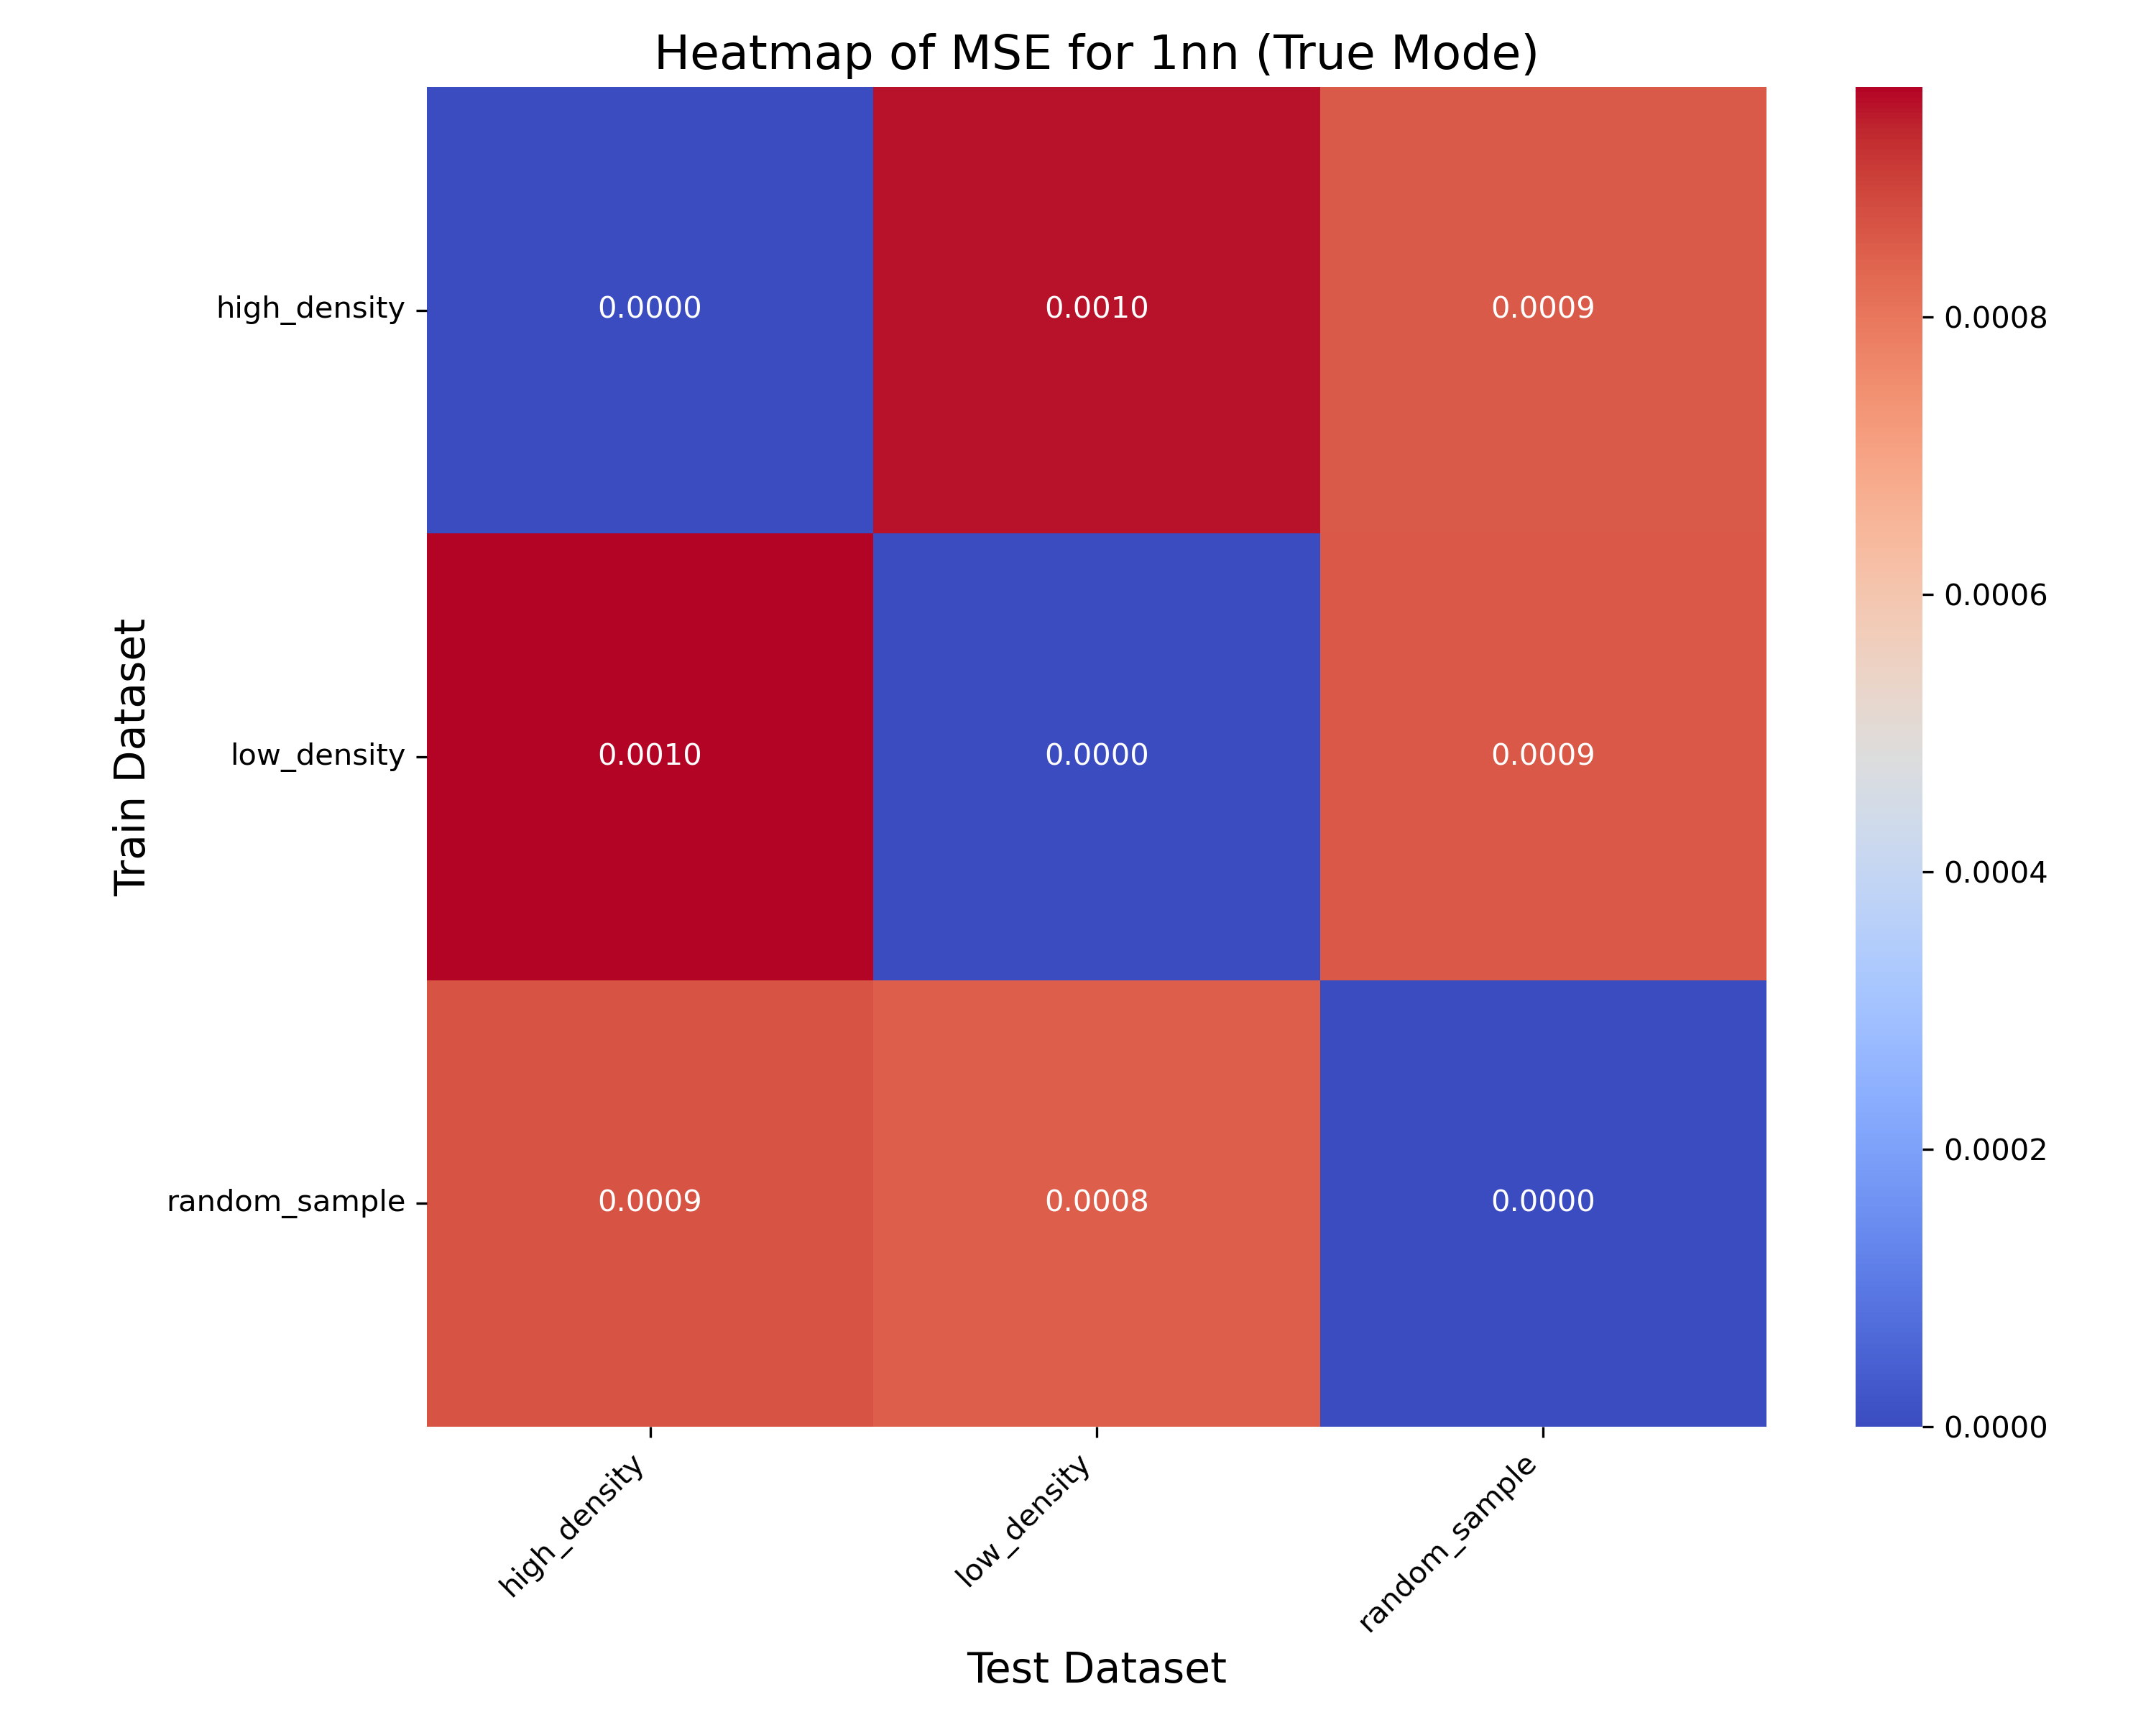 Heatmap of MSE for 1nn (True Mode)
Train Dataset
high_density
low_density
random_sample
0.0000 0.0010 0.0009
0.0010 0.0000 0.0009
0.0009 0.0008 0.0000
high_density
low_density
random_sample
Test Dataset
0.0008
0.0006
0.0004
0.0002
0.0000